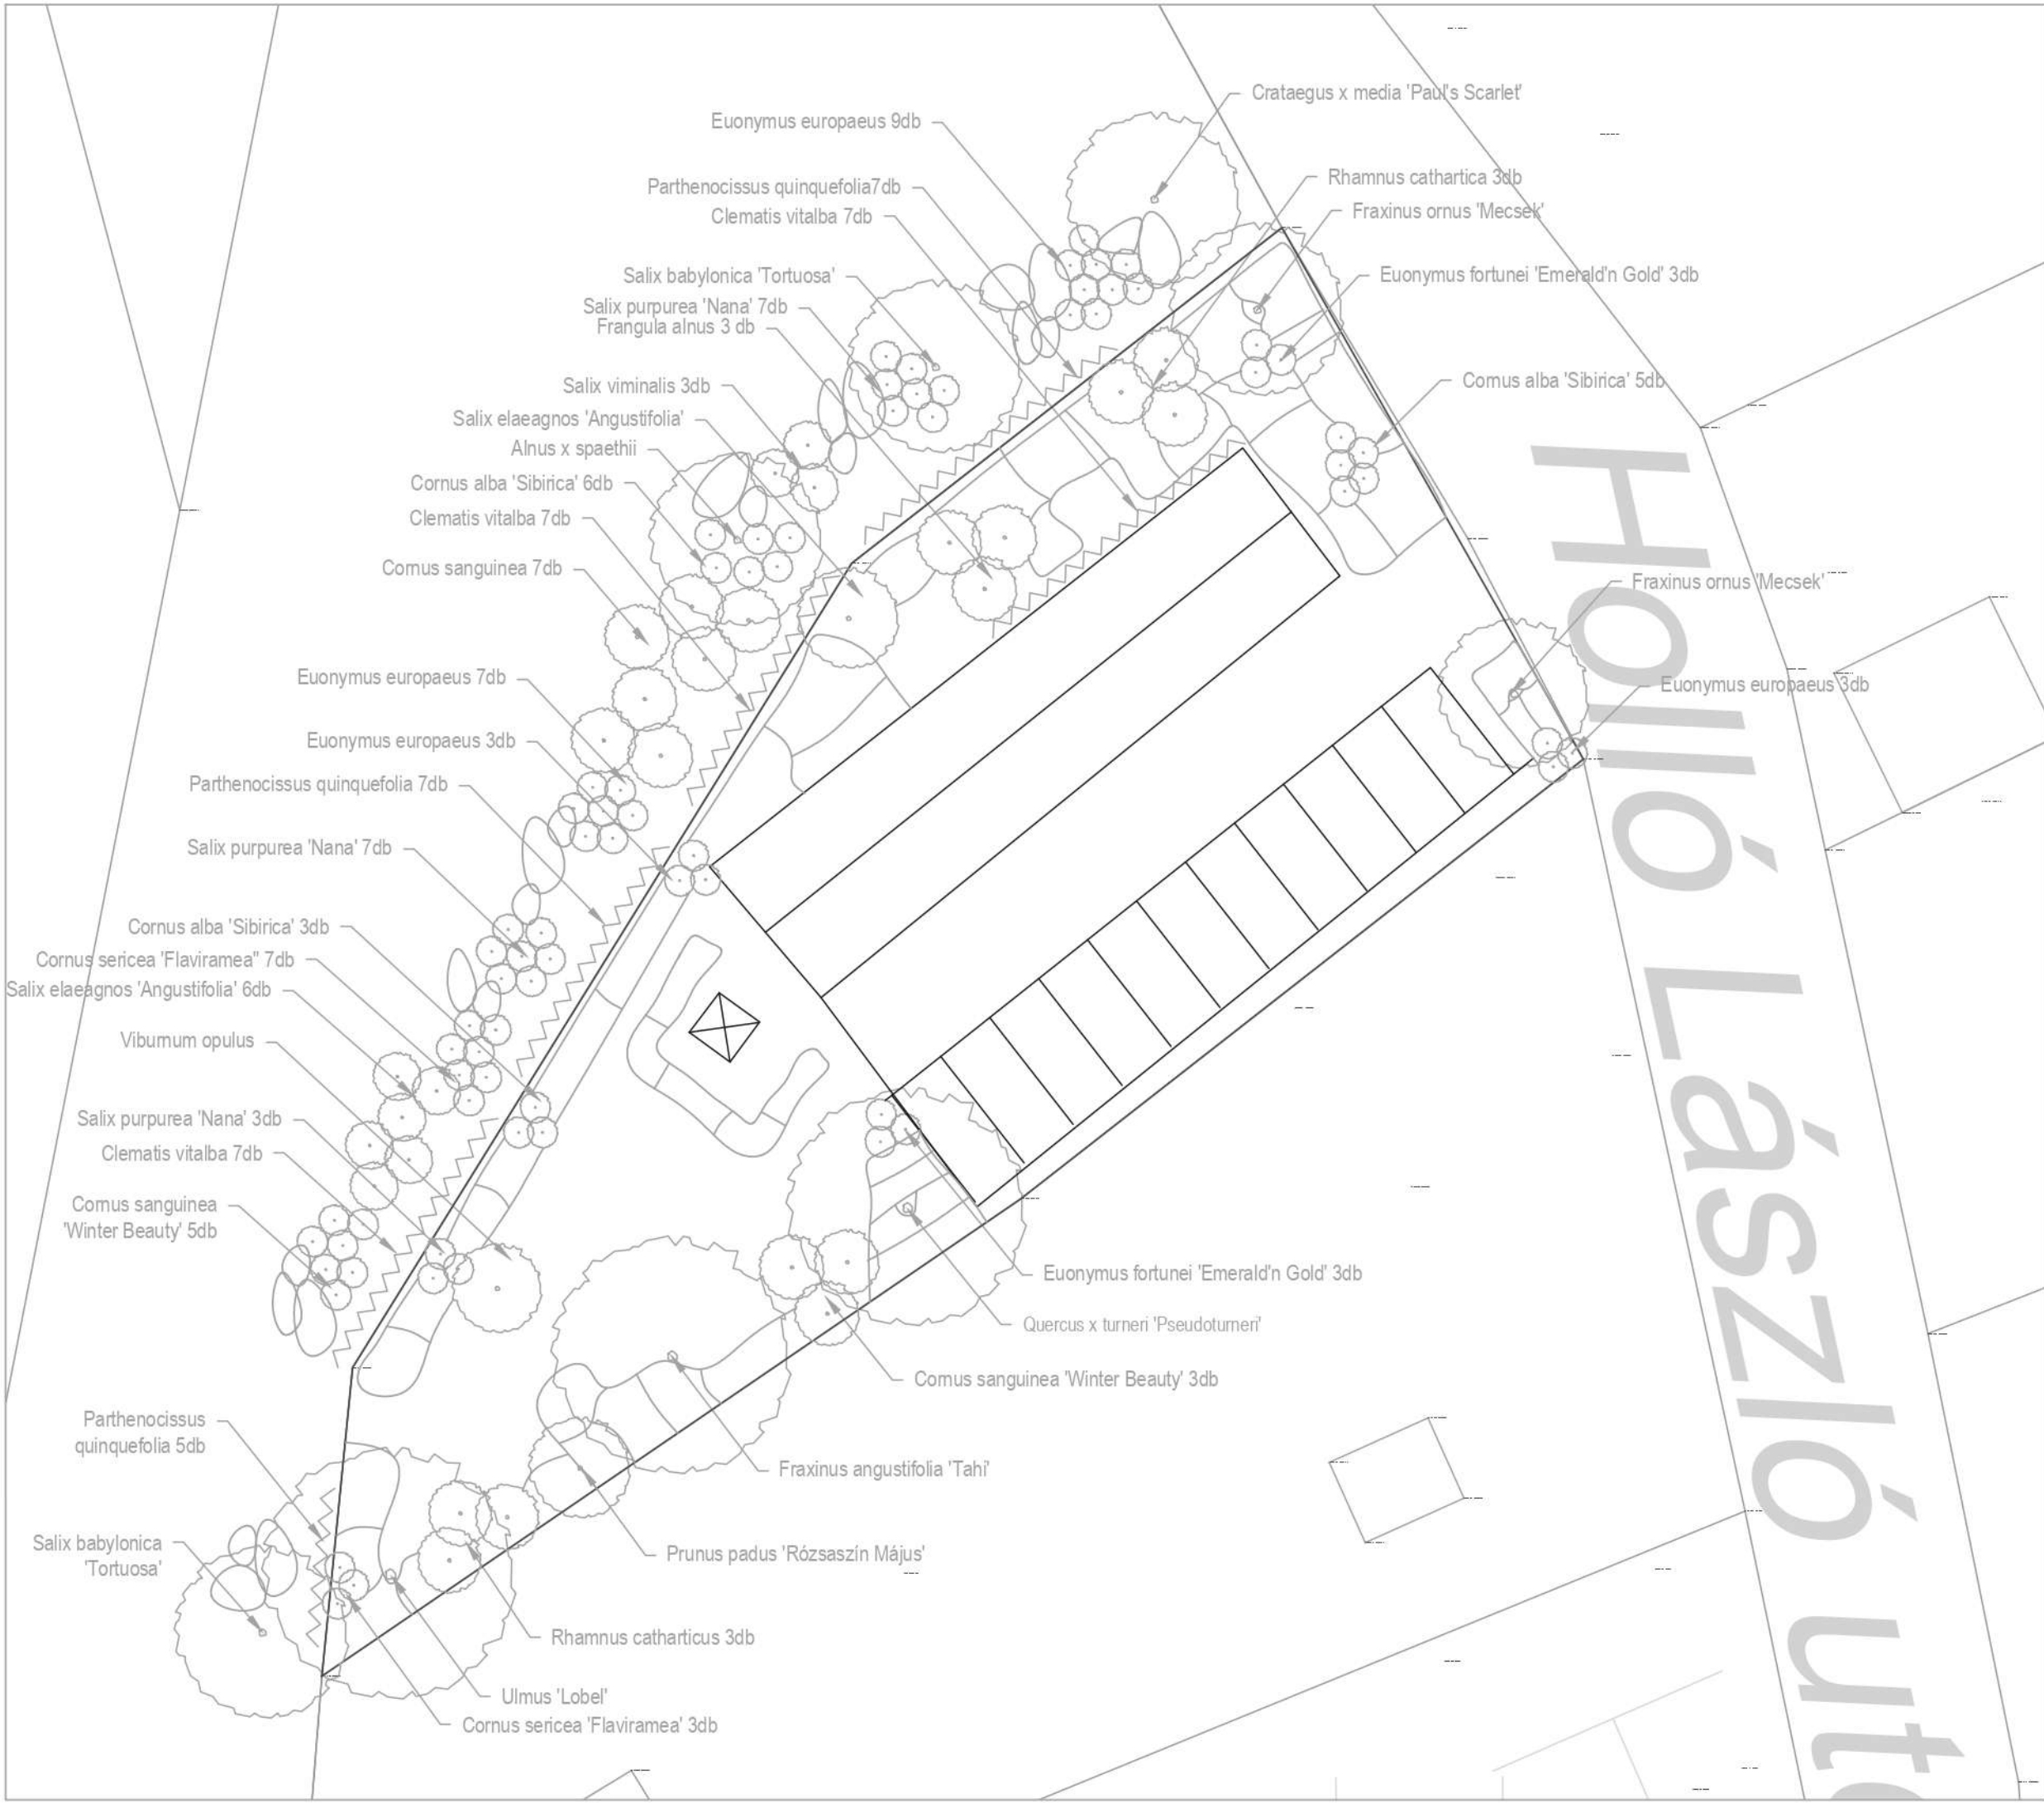 Crataegus x media 'Paul's Scarlet'
Euonymus europaeus 9db
Rhamnus cathartica 3db
Parthenocissus quinquefolia7db
Fraxinus ornus 'Mecsek'
Clematis vitalba 7db
Euonymus fortunei 'Emerald'n Gold' 3db
Salix babylonica 'Tortuosa'
Salix purpurea 'Nana' 7db
Frangula alnus 3 db
Cornus alba 'Sibirica' 5db
Salix viminalis 3db
Salix elaeagnos 'Angustifolia'
Alnus x spaethii
Cornus alba 'Sibirica' 6db
Clematis vitalba 7db
Cornus sanguinea 7db
Fraxinus ornus 'Mecsek'
Euonymus europaeus 7db
Euonymus europaeus 3db
Euonymus europaeus 3db
Parthenocissus quinquefolia 7db
Salix purpurea 'Nana' 7db
Cornus alba 'Sibirica' 3db
Cornus sericea 'Flaviramea" 7db
Salix elaeagnos 'Angustifolia' 6db
Viburnum opulus
Salix purpurea 'Nana' 3db
Clematis vitalba 7db
Cornus sanguinea
'Winter Beauty' 5db
Euonymus fortunei 'Emerald'n Gold' 3db
Quercus x turneri 'Pseudoturneri'
Cornus sanguinea 'Winter Beauty' 3db
Parthenocissus
quinquefolia 5db
Fraxinus angustifolia 'Tahi'
Salix babylonica
'Tortuosa'
Prunus padus 'Rózsaszín Május'
Rhamnus catharticus 3db
Ulmus 'Lobel'
Cornus sericea 'Flaviramea' 3db
Holló László utc